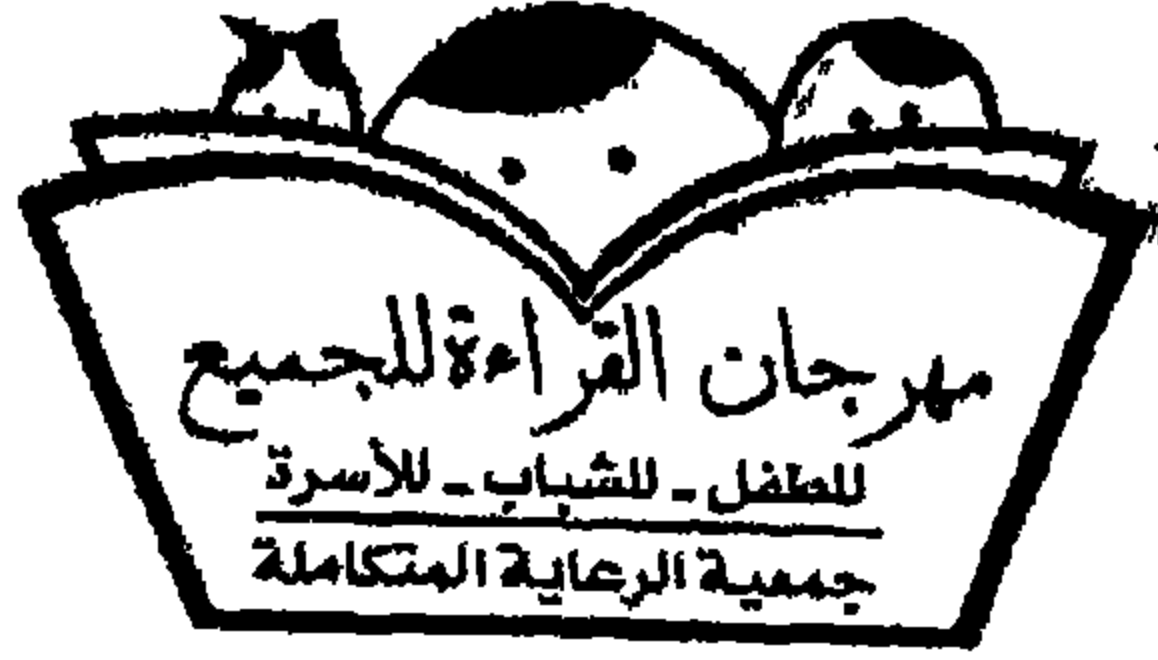 مهرجان القراءة للجميع
للطفل - للشباب - للأسرة
جمعية الرعاية المتكاملة